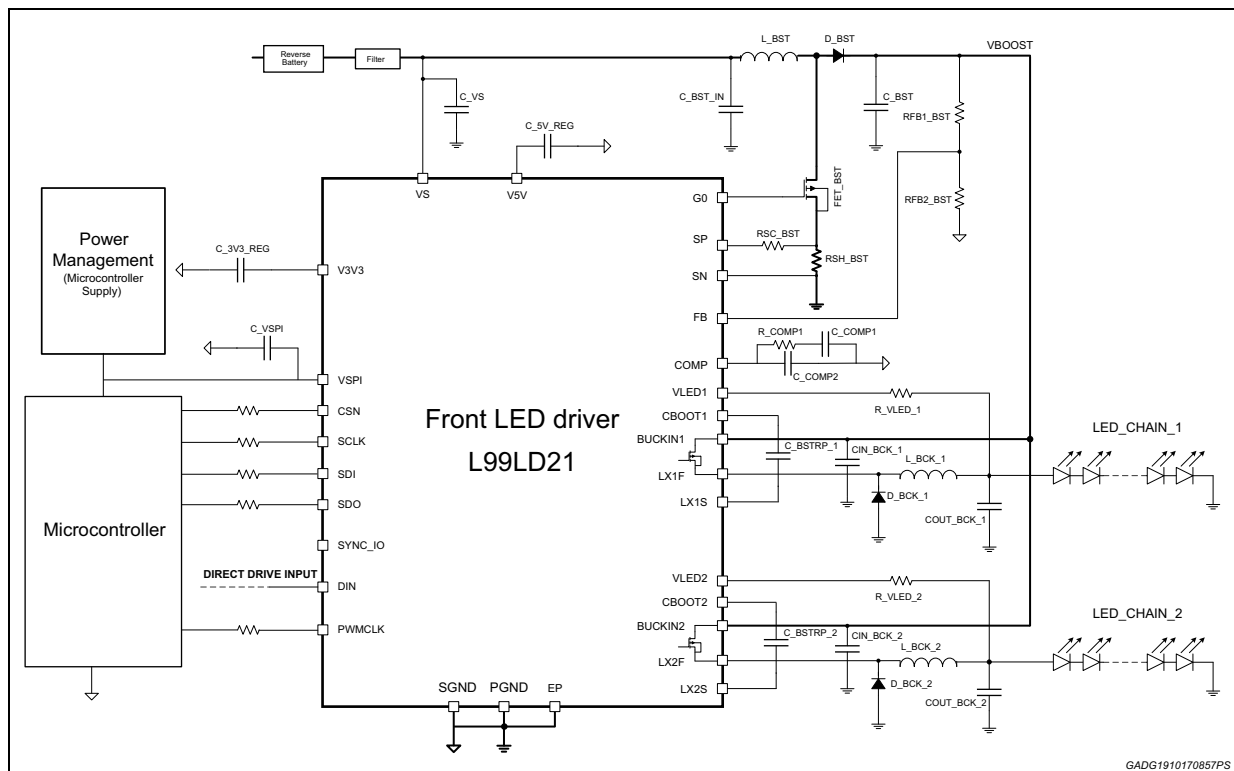 L_BST
D_BST
VBOOST
Reverse
Battery
Filter
C_VS
C_BST_IN
C_BST
RFB1_BST
C_5V_REG
FET_BST
RFB2_BST
VS
V5V
G0
Power
Management
(Microcontroller
Supply)
C_3V3_REG
SP
RSC_BST
V3V3
SN
RSH_BST
FB
C_VSPI
R_COMP1
C_COMP1
COMP
C_COMP2
VSPI
VLED1
R_VLED_1
CSN
CBOOT1
Front LED driver
L99LD21
SCLK
BUCKIN1
C_BSTRP_1
CIN_BCK_1
L_BCK_1
LED_CHAIN_1
SDI
LX1F
D_BCK_1
SDO
LX1S
COUT_BCK_1
Microcontroller
SYNC_IO
DIRECT DRIVE INPUT
DIN
VLED2
R_VLED_2
CBOOT2
PWMCLK
BUCKIN2
C_BSTRP_2
CIN_BCK_2
L_BCK_2
LED_CHAIN_2
LX2F
D_BCK_2
SGND
PGND
EP
LX2S
COUT_BCK_2
GADG1910170857PS